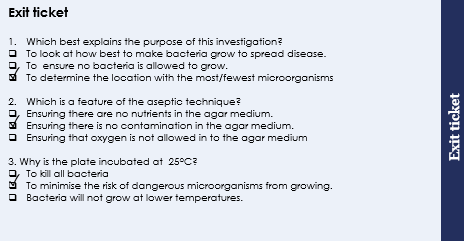 Exit ticket
1. Which best explains the purpose of this investigation?
☐ To look at how best to make bacteria grow to spread disease.
☐ To ensure no bacteria is allowed to grow.
☑ To determine the location with the most/fewest microorganisms
2. Which is a feature of the aseptic technique?
☐ Ensuring there are no nutrients in the agar medium.
☑ Ensuring there is no contamination in the agar medium.
☐ Ensuring that oxygen is not allowed in to the agar medium
3. Why is the plate incubated at 25°C?
☐ To kill all bacteria
☑ To minimise the risk of dangerous microorganisms from growing.
☐ Bacteria will not grow at lower temperatures.
Exit ticket